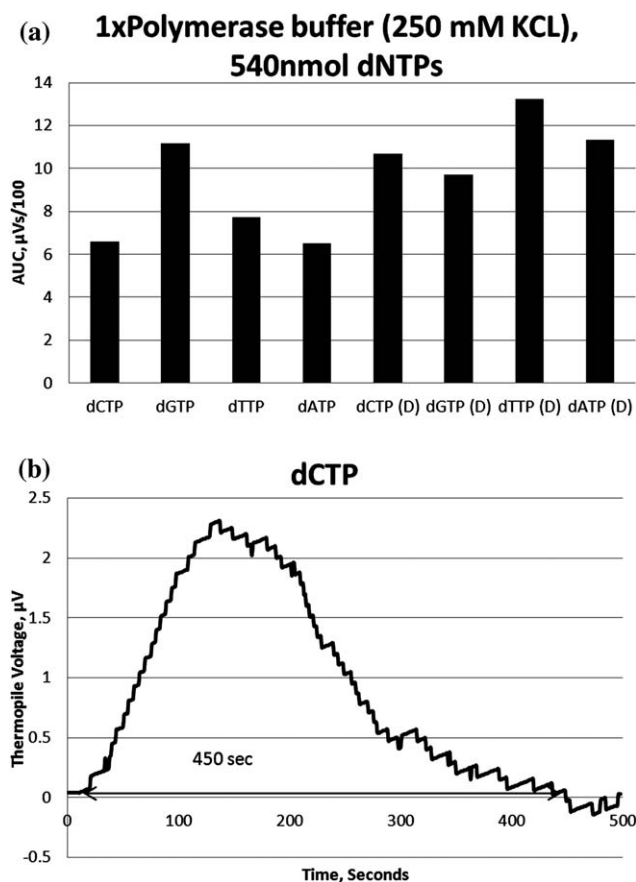 (a) 1xPolymerase buffer (250 mM KCL),
540nmol dNTPs
AUC, µVs/100
14
12
10
8
6
4
2
0
dCTP dGTP dTTP dATP dCTP (D) dGTP (D) dTTP (D) dATP (D)
(b) dCTP
Thermopile Voltage, µV
2.5
2
1.5
1
0.5
0
-0.5
450 sec
0 100 200 300 400 500
Time, Seconds